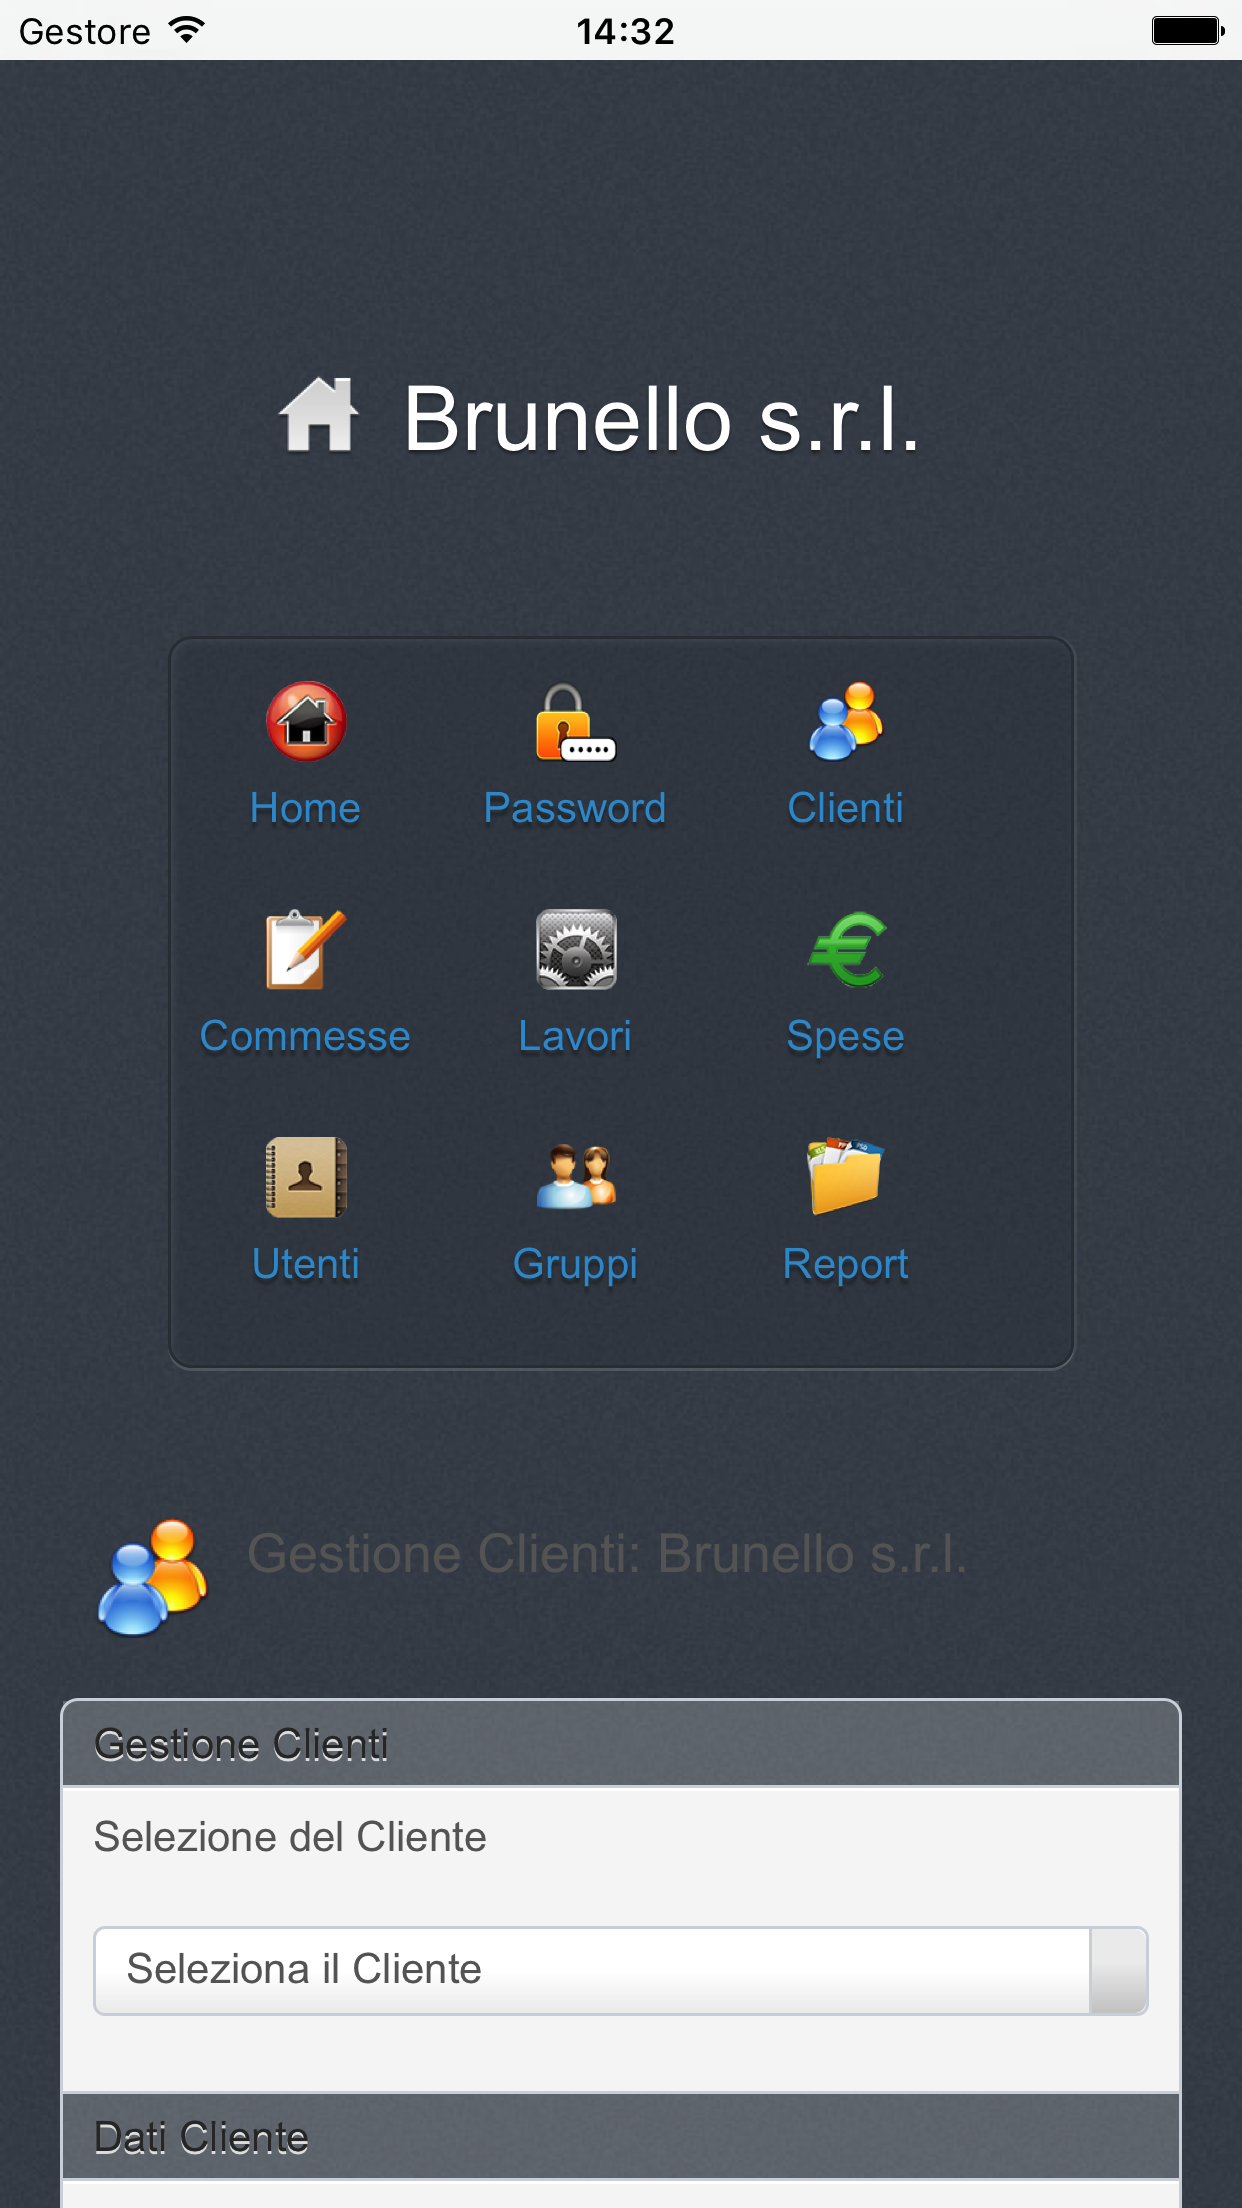 Gestore
14:32
Brunello s.r.l.
Home
Password
Clienti
Commesse
Lavori
Spese
Utenti
Gruppi
Report
Gestione Clienti: Brunello s.r.l.
Gestione Clienti
Selezione del Cliente
Seleziona il Cliente
Dati Cliente